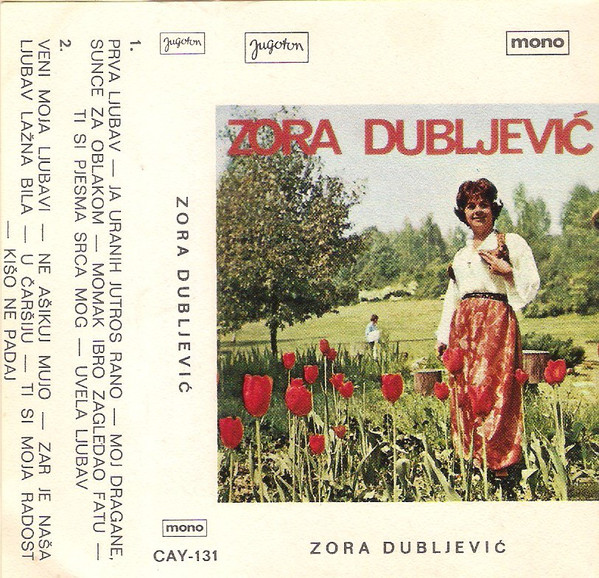 1.
PRVA LJUBAV — JA URANIH JUTROS RANO — MOJ DRAGANE,
SUNCE ZA OBLAKOM — MOMAK IBRO ZAGLEDAO FATU —
TI SI PJESMA SRCA MOG — UVELA LJUBAV
2.
VENI MOJA LJUBAVI — NE AŠIKUJ MUJO — ZAR JE NAŠA
LJUBAV LAŽNA BILA — U ČARŠIJU — TI SI MOJA RADOST
— KIŠO NE PADAJ
Jugoton
ZORA DUBLJEVIĆ
mono
CAY-131
Jugoton
mono
ZORA DUBLJEVIĆ
ZORA DUBLJEVIĆ